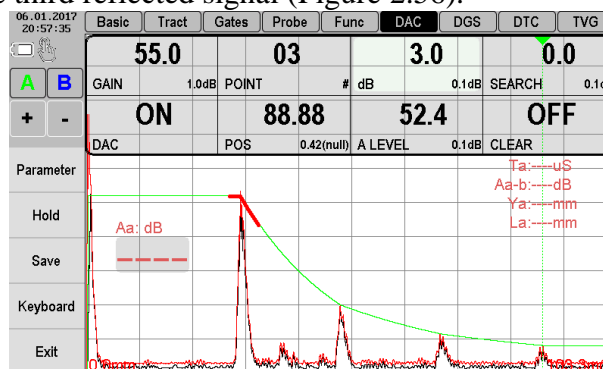 third reflected signal (Figure 2.38).
06.01.2017
20:57:35
Basic Tract Gates Probe Func DAC DGS DTC TVG
55.0 03 3.0 0.0
GAIN 1.0dB POINT # dB 0.1dB SEARCH
A B
ON 88.88 52.4 OFF
DAC POS 0.42(null) A LEVEL 0.1dB CLEAR
+ -
Parameter
Hold
Save
Keyboard
Exit
Ta:----uS
Aa-b:----dB
Ya:----mm
La:----mm
Aa: dB
----